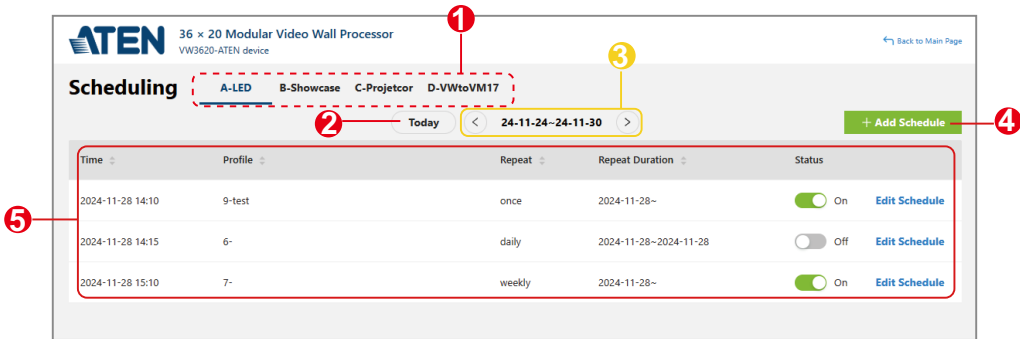 1
ATEN 36 × 20 Modular Video Wall Processor
VW3620-ATEN device
Back to Main Page
3
Scheduling A-LED B-Showcase C-Projetcor D-VWtoVM17
2 Today < 24-11-24~24-11-30 > + Add Schedule 4
Time Profile Repeat Repeat Duration Status
2024-11-28 14:10 9-test once 2024-11-28~ On Edit Schedule
5
2024-11-28 14:15 6- daily 2024-11-28~2024-11-28 Off Edit Schedule
2024-11-28 15:10 7- weekly 2024-11-28~ On Edit Schedule